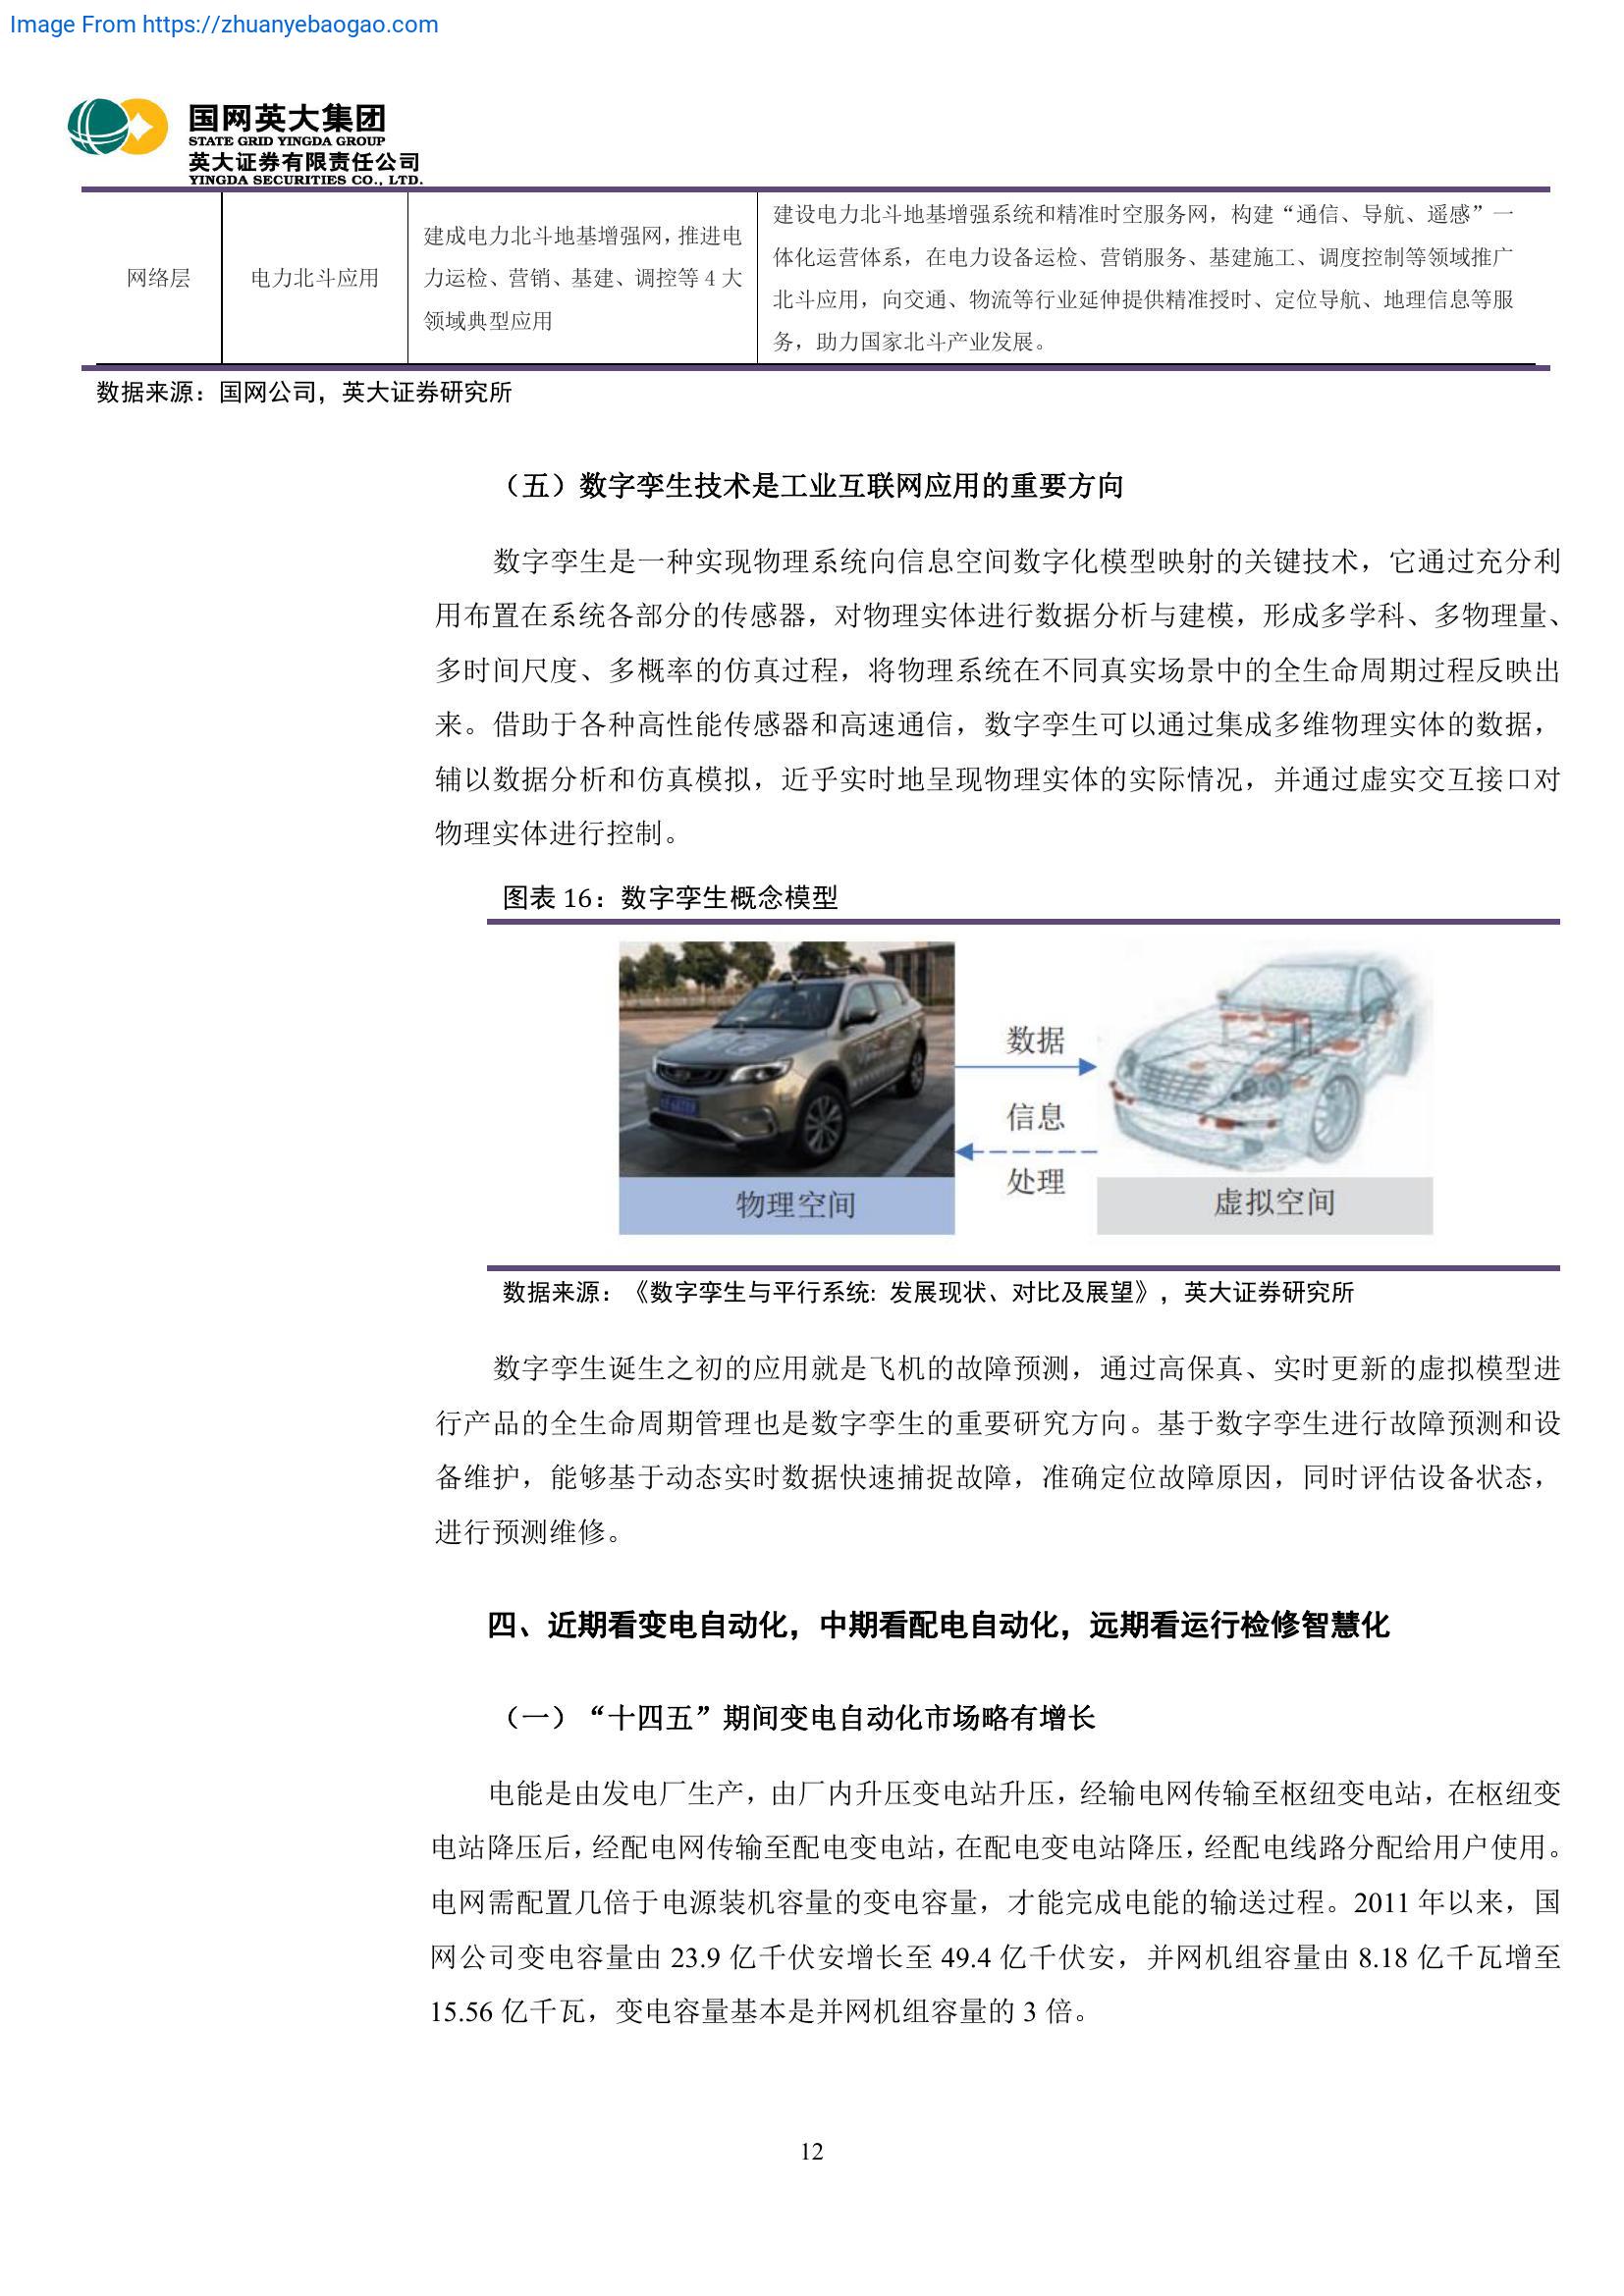 Image From https://zhuanyebaogao.com
国网英大集团
STATE GRID YINGDA GROUP
英大证券有限责任公司
YINGDA SECURITIES CO., LTD.
网络层
电力北斗应用
建成电力北斗地基增强网，推进电
力运检、营销、基建、调控等 4 大
领域典型应用
建设电力北斗地基增强系统和精准时空服务网，构建“通信、导航、遥感”一
体化运营体系，在电力设备运检、营销服务、基建施工、调度控制等领域推广
北斗应用，向交通、物流等行业延伸提供精准授时、定位导航、地理信息等服
务，助力国家北斗产业发展。
数据来源：国网公司，英大证券研究所
（五）数字孪生技术是工业互联网应用的重要方向
数字孪生是一种实现物理系统向信息空间数字化模型映射的关键技术，它通过充分利
用布置在系统各部分的传感器，对物理实体进行数据分析与建模，形成多学科、多物理量、
多时间尺度、多概率的仿真过程，将物理系统在不同真实场景中的全生命周期过程反映出
来。借助于各种高性能传感器和高速通信，数字孪生可以通过集成多维物理实体的数据，
辅以数据分析和仿真模拟，近乎实时地呈现物理实体的实际情况，并通过虚实交互接口对
物理实体进行控制。
图表 16：数字孪生概念模型
数据
信息
处理
物理空间
虚拟空间
数据来源：《数字孪生与平行系统: 发展现状、对比及展望》，英大证券研究所
数字孪生诞生之初的应用就是飞机的故障预测，通过高保真、实时更新的虚拟模型进
行产品的全生命周期管理也是数字孪生的重要研究方向。基于数字孪生进行故障预测和设
备维护，能够基于动态实时数据快速捕捉故障，准确定位故障原因，同时评估设备状态，
进行预测维修。
四、近期看变电自动化，中期看配电自动化，远期看运行检修智慧化
（一）“十四五”期间变电自动化市场略有增长
电能是由发电厂生产，由厂内升压变电站升压，经输电网传输至枢纽变电站，在枢纽变
电站降压后，经配电网传输至配电变电站，在配电变电站降压，经配电线路分配给用户使用。
电网需配置几倍于电源装机容量的变电容量，才能完成电能的输送过程。2011 年以来，国
网公司变电容量由 23.9 亿千伏安增长至 49.4 亿千伏安，并网机组容量由 8.18 亿千瓦增至
15.56 亿千瓦，变电容量基本是并网机组容量的 3 倍。
12